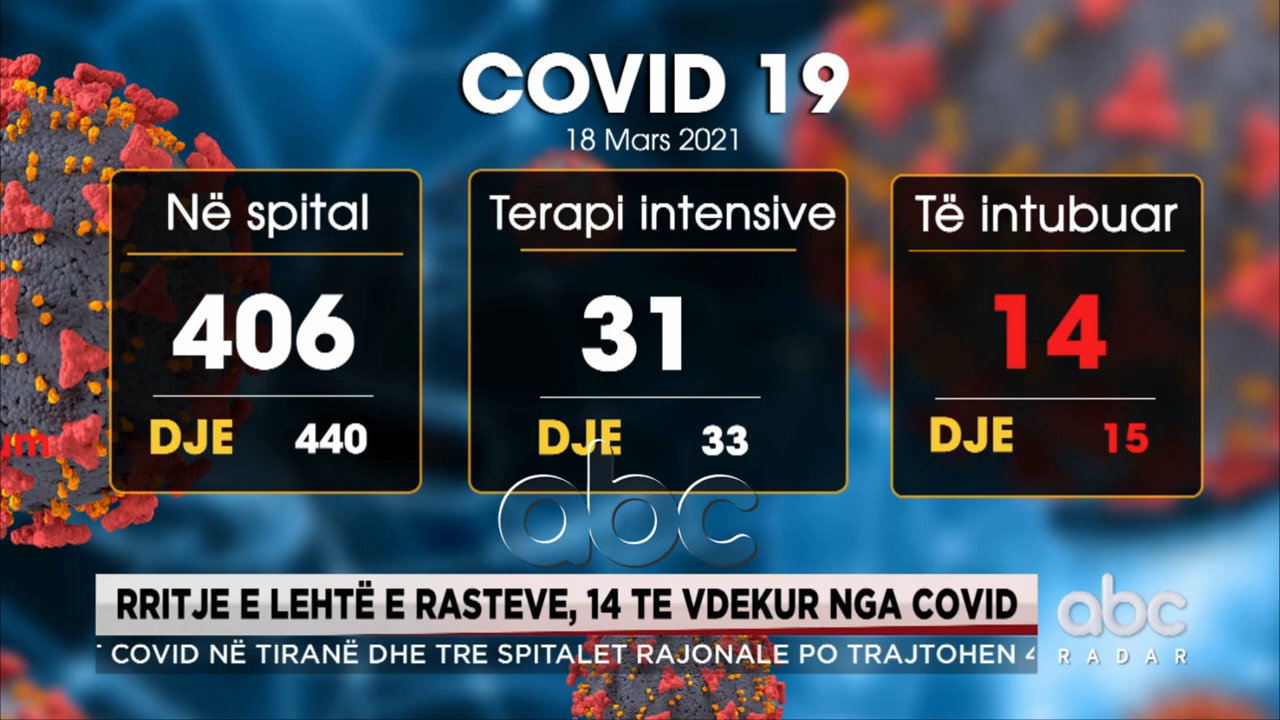 COVID 19
18 Mars 2021
Në spital
406
DJE 440
Terapi intensive
31
DJE 33
Të intubuar
14
DJE 15
abc
RRITJE E LEHTË E RASTEVE, 14 TE VDEKUR NGA COVID
COVID NË TIRANË DHE TRE SPITALET RAJONALE PO TRAJTOHEN
abc
RADAR